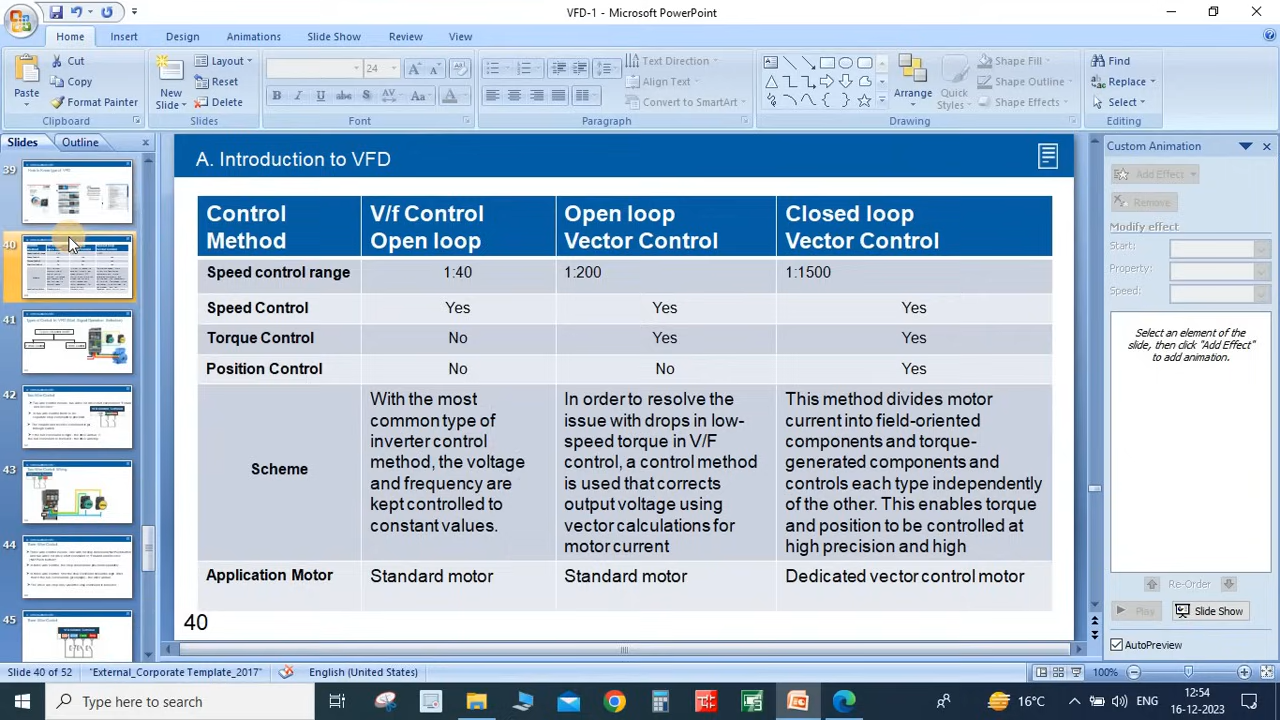 VFD-1 - Microsoft PowerPoint
Home Insert Design Animations Slide Show Review View
Paste
Cut
Copy
Format Painter
Clipboard
New
Slide
Layout
Reset
Delete
Slides
24
B I U abc S AV Aa A
Font
Text Direction
Align Text
Convert to SmartArt
Paragraph
Arrange
Quick
Styles
Shape Fill
Shape Outline
Shape Effects
Drawing
Find
Replace
Select
Editing
Slides Outline
39
40
41
42
43
44
45
A. Introduction to VFD
Control
Method
V/f Control
Open loop
Open loop
Vector Control
Closed loop
Vector Control
Speed control range 1:40 1:200 1:1500
Speed Control Yes Yes Yes
Torque Control No Yes Yes
Position Control No No Yes
Scheme
With the most
common type of
inverter control
method, the voltage
and frequency are
kept controlled to
constant values.
In order to resolve the
issue with drops in low-
speed torque in V/F
control, a control method
is used that corrects
output voltage using
vector calculations for
motor current
This method divides motor
current into field-oriented
components and torque-
generated components and
controls each type independently
of the other. This enables torque
and position to be controlled at
high precision and high
Application Motor Standard motor Standard motor Dedicated vector control motor
40
Custom Animation
Add Effect
Remove
Modify effect
Start:
Property:
Speed:
Select an element of the
slide, then click "Add Effect"
to add animation.
Re-Order
Play Slide Show
AutoPreview
Slide 40 of 52 "External_Corporate Template_2017" English (United States) 100%
Type here to search
16°C
ENG
12:54
16-12-2023